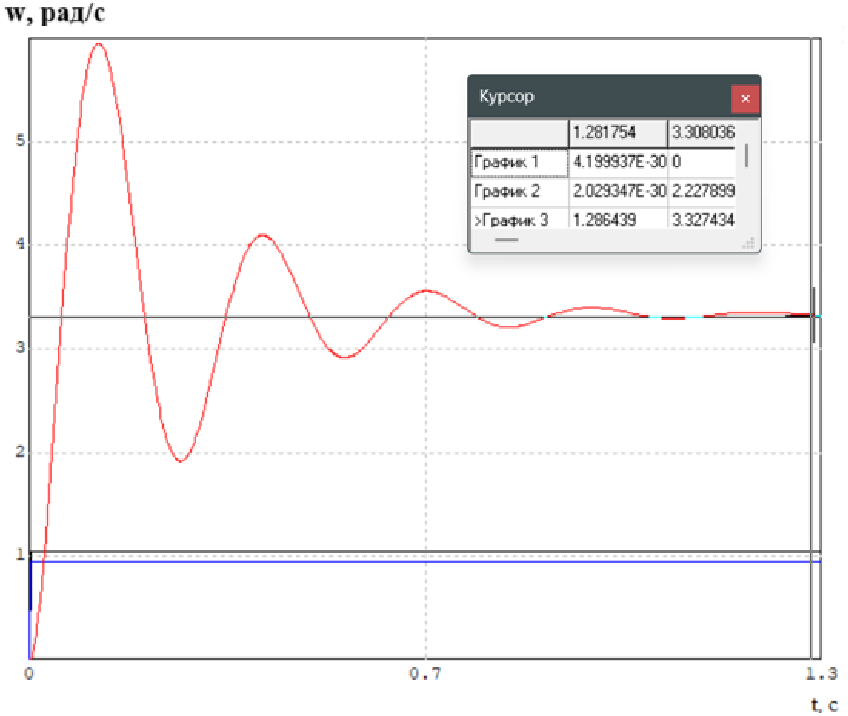 w, рад/с
Курсор
1.281754 3.308036
График 1 4.199937E-30 0
График 2 2.029347E-30 2.227899
>График 3 1.286439 3.327434
5
4
3
2
1
0 0.7 1.3
t, c